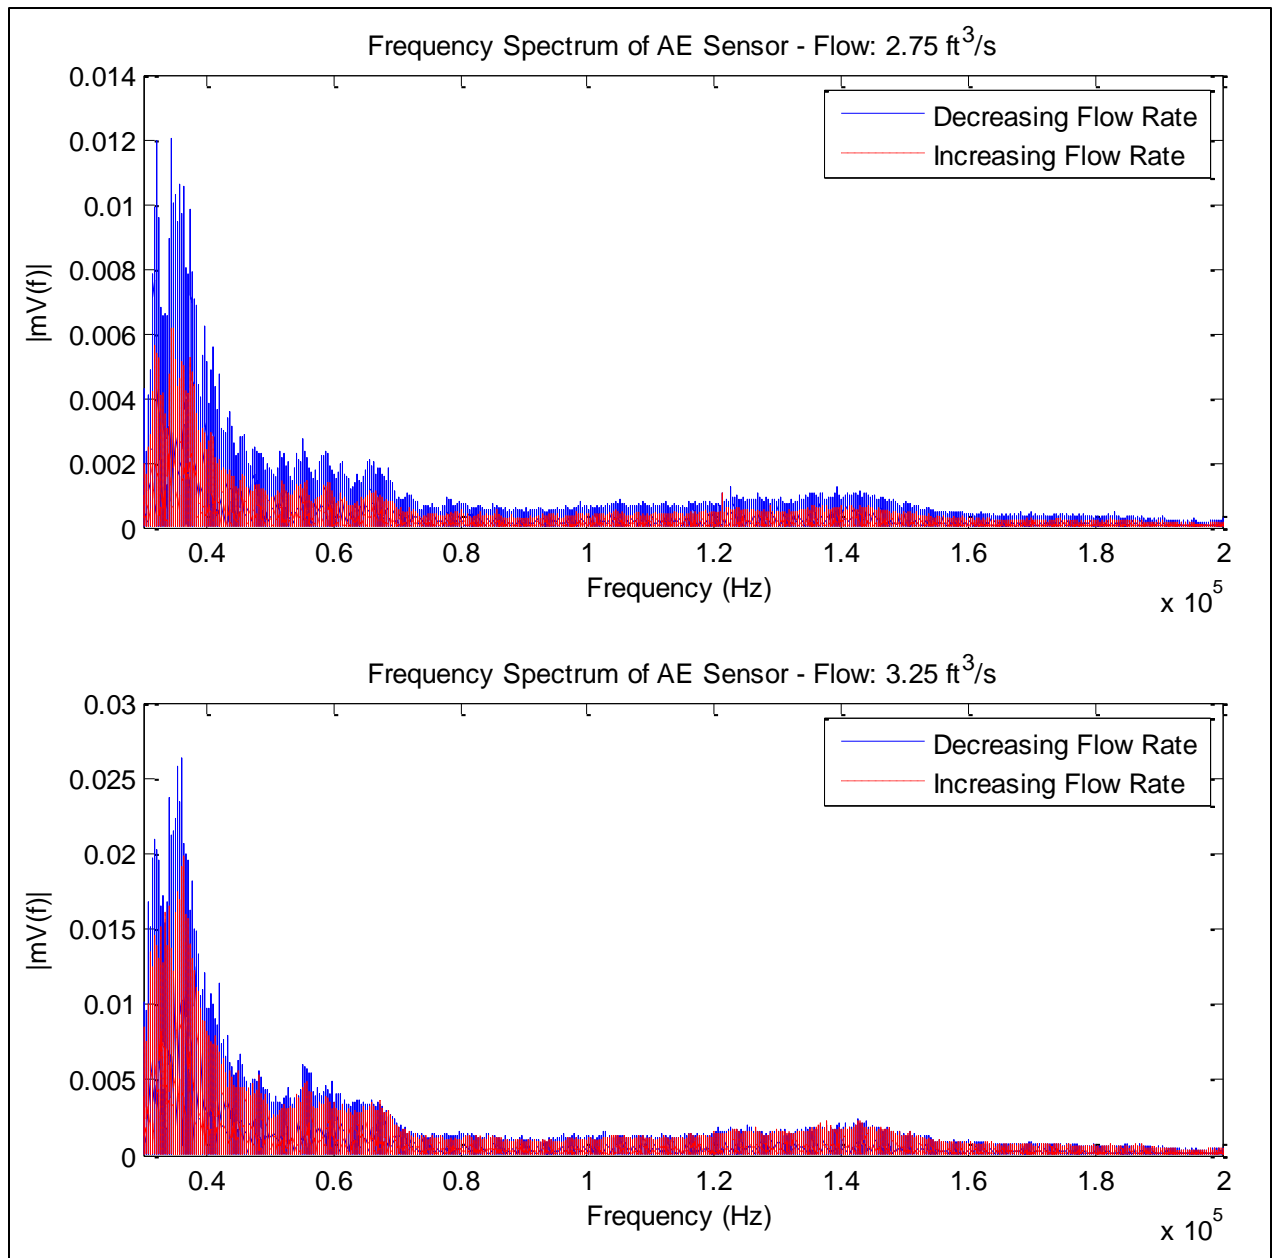 Frequency Spectrum of AE Sensor - Flow: 2.75 ft³/s
0.014
0.012
0.01
0.008
0.006
0.004
0.002
0
|mV(f)|
Decreasing Flow Rate
Increasing Flow Rate
0.4 0.6 0.8 1 1.2 1.4 1.6 1.8 2
Frequency (Hz)
x 10⁵
Frequency Spectrum of AE Sensor - Flow: 3.25 ft³/s
0.03
0.025
0.02
0.015
0.01
0.005
0
|mV(f)|
Decreasing Flow Rate
Increasing Flow Rate
0.4 0.6 0.8 1 1.2 1.4 1.6 1.8 2
Frequency (Hz)
x 10⁵